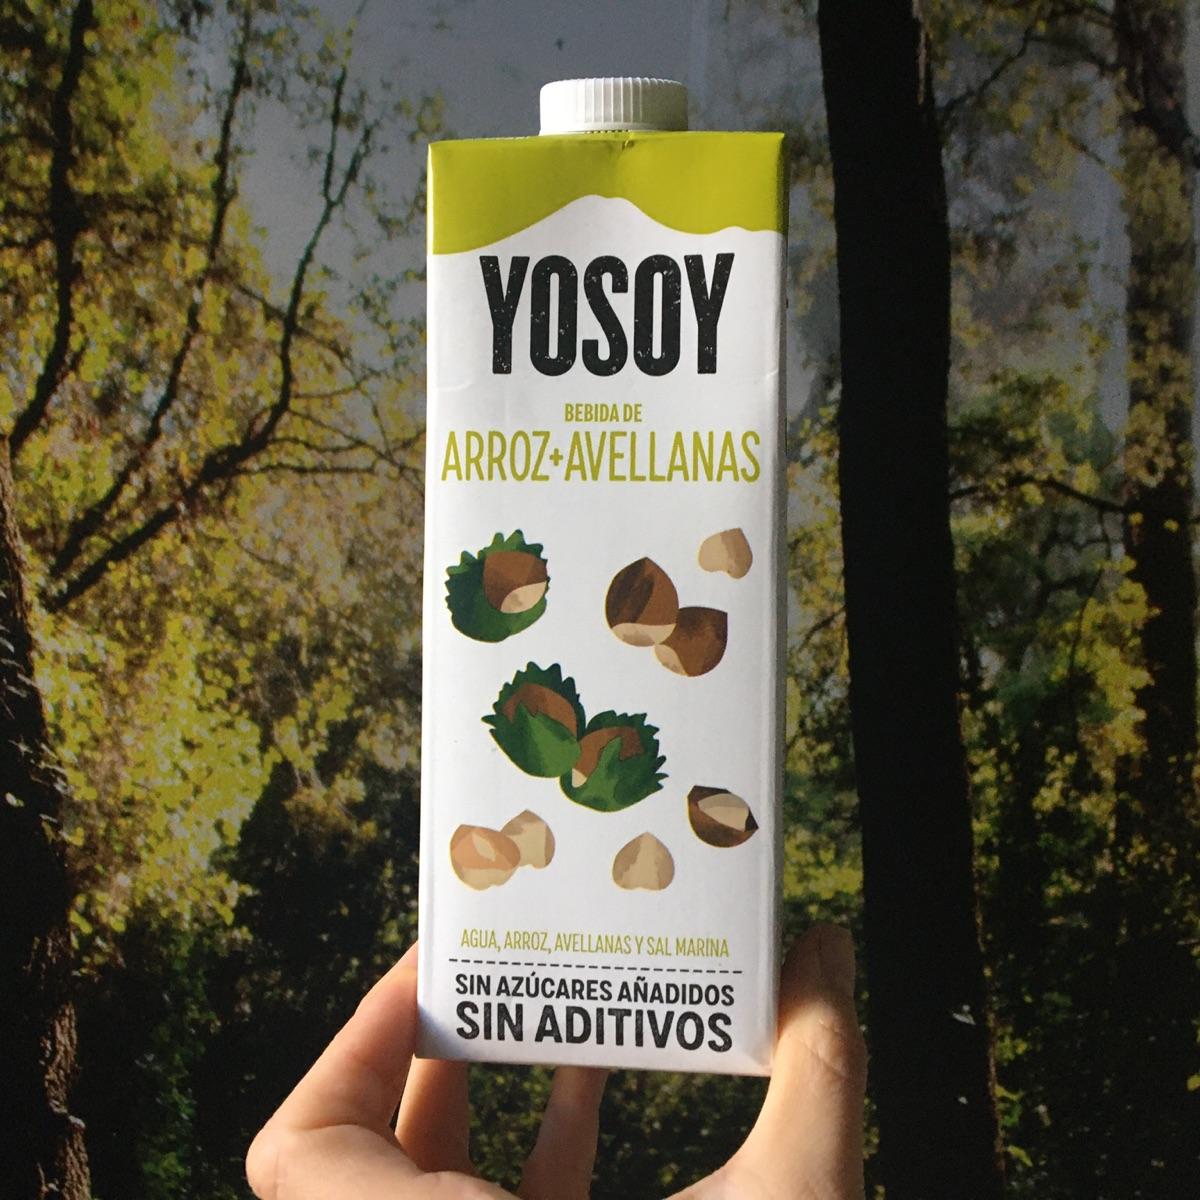 YOSOY
BEBIDA DE
ARROZ+AVELLANAS
AGUA, ARROZ, AVELLANAS Y SAL MARINA
SIN AZÚCARES AÑADIDOS
SIN ADITIVOS